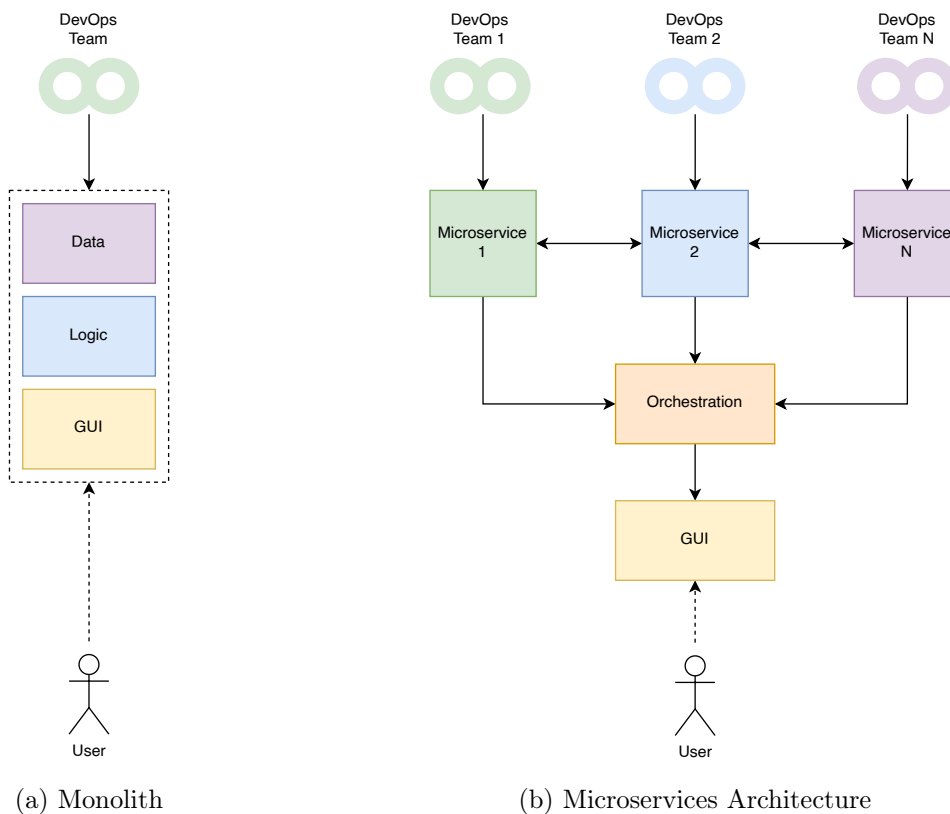 DevOps
Team
Data
Logic
GUI
User
(a) Monolith
DevOps
Team 1
DevOps
Team 2
DevOps
Team N
Microservice
1
Microservice
2
Microservice
N
Orchestration
GUI
User
(b) Microservices Architecture